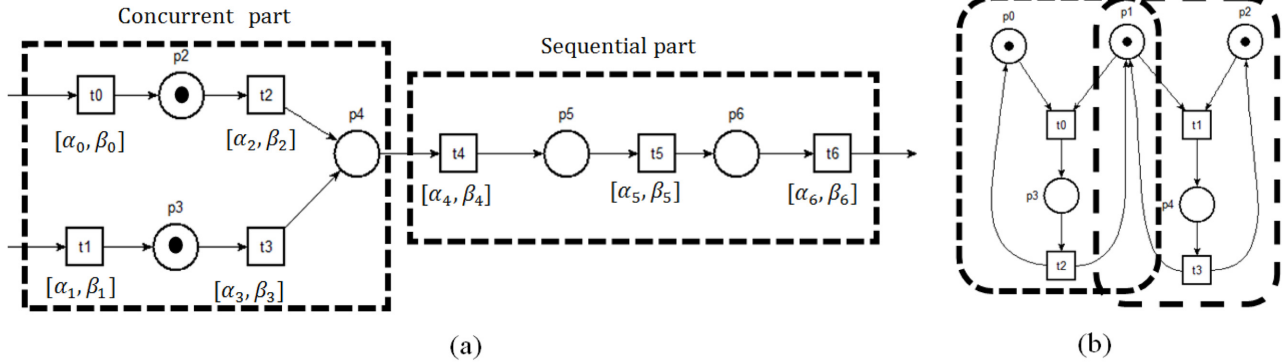 Concurrent part
Sequential part
p2
t0
t2
[α₀, β₀]
[α₂, β₂]
p4
p3
t1
t3
[α₁, β₁]
[α₃, β₃]
t4
p5
t5
p6
t6
[α₄, β₄]
[α₅, β₅]
[α₆, β₆]
(a)
p0
p1
p2
t0
t1
p3
p4
t2
t3
(b)